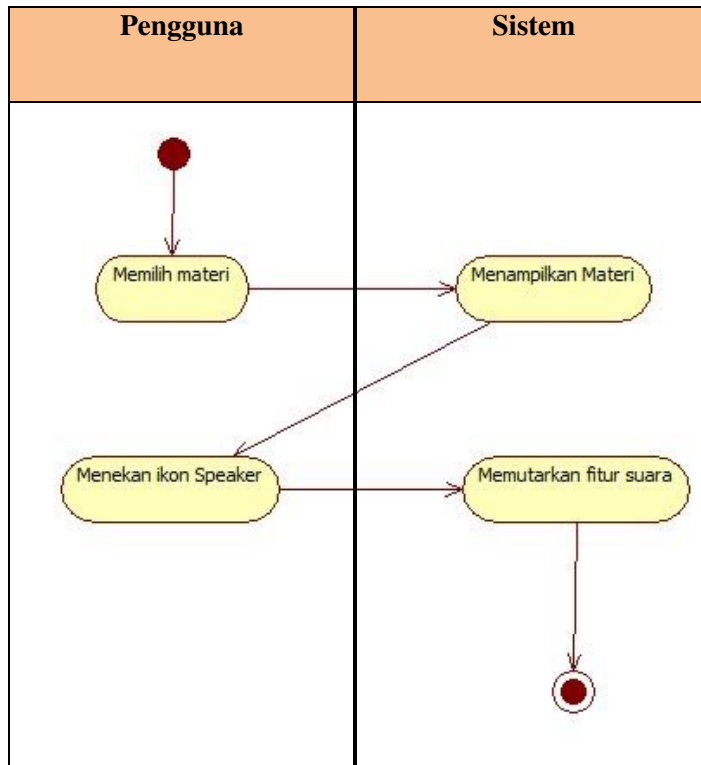 Pengguna
Sistem
Memilih materi
Menampilkan Materi
Menekan ikon Speaker
Memutarkan fitur suara